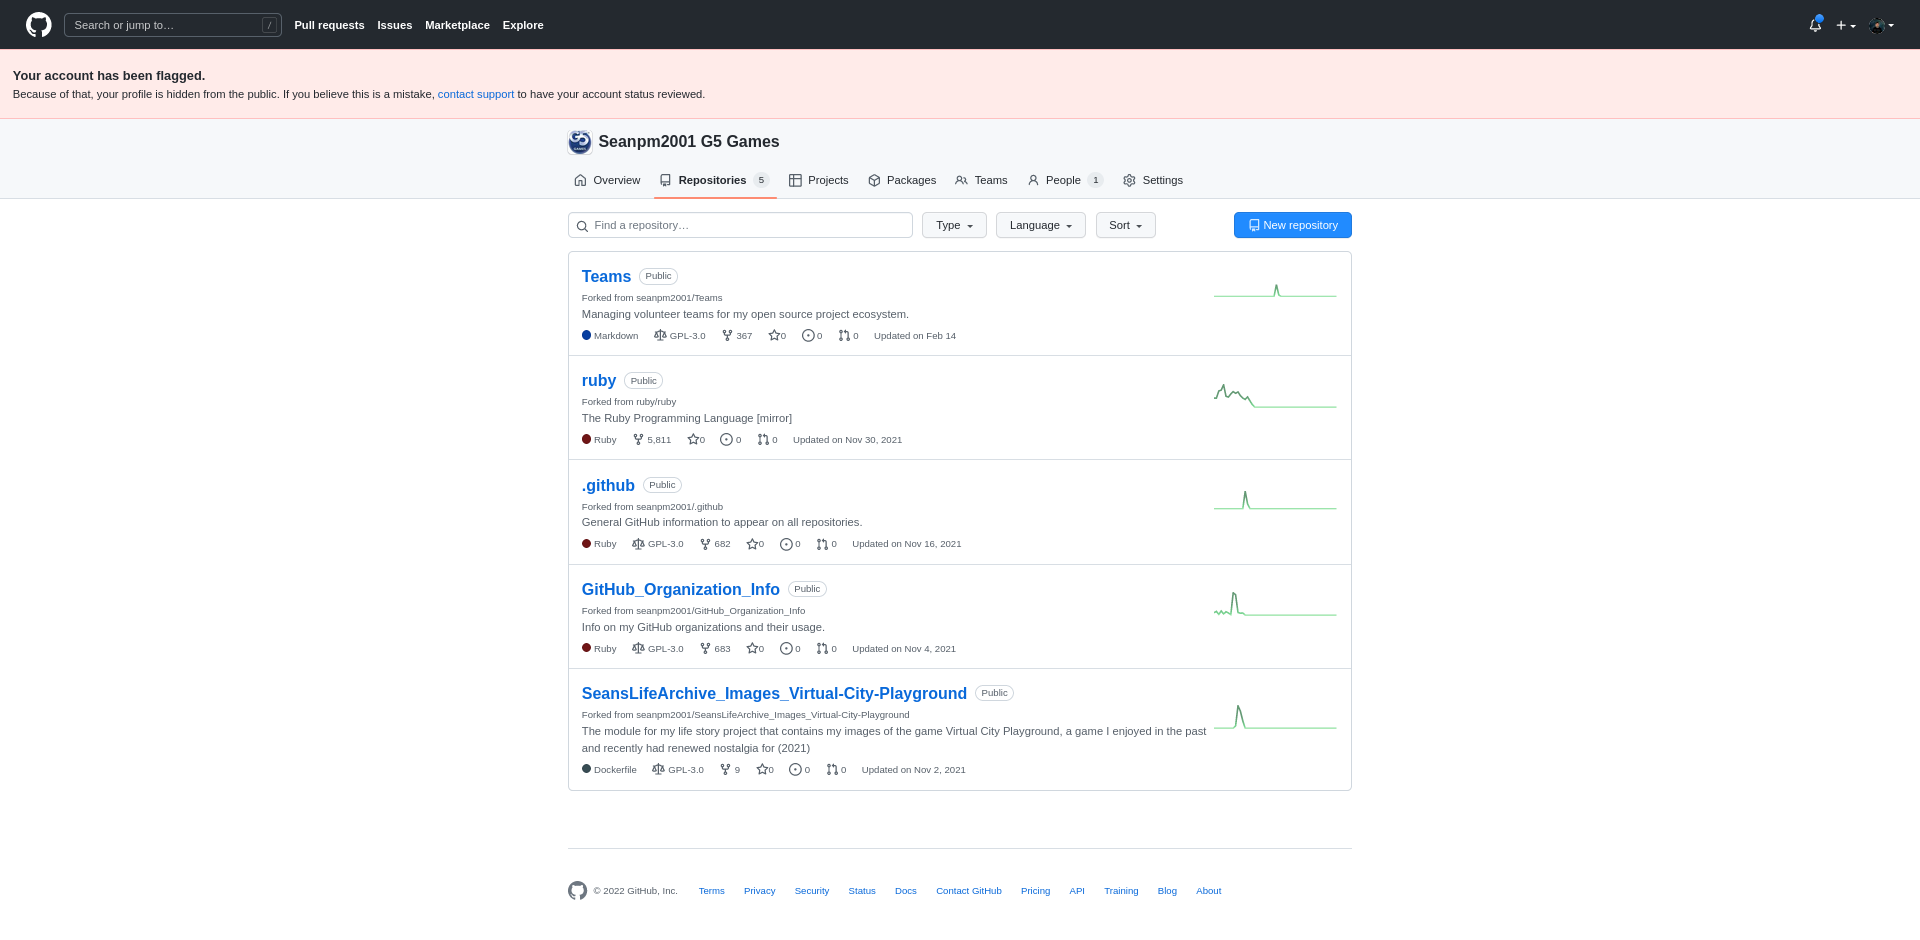 Search or jump to… /
Pull requests Issues Marketplace Explore
Your account has been flagged.
Because of that, your profile is hidden from the public. If you believe this is a mistake, contact support to have your account status reviewed.
Seanpm2001 G5 Games
Overview Repositories 5 Projects Packages Teams People 1 Settings
Find a repository… Type Language Sort New repository
Teams Public
Forked from seanpm2001/Teams
Managing volunteer teams for my open source project ecosystem.
Markdown GPL-3.0 367 0 0 0 Updated on Feb 14
ruby Public
Forked from ruby/ruby
The Ruby Programming Language [mirror]
Ruby 5,811 0 0 0 Updated on Nov 30, 2021
.github Public
Forked from seanpm2001/.github
General GitHub information to appear on all repositories.
Ruby GPL-3.0 682 0 0 0 Updated on Nov 16, 2021
GitHub_Organization_Info Public
Forked from seanpm2001/GitHub_Organization_Info
Info on my GitHub organizations and their usage.
Ruby GPL-3.0 683 0 0 0 Updated on Nov 4, 2021
SeansLifeArchive_Images_Virtual-City-Playground Public
Forked from seanpm2001/SeansLifeArchive_Images_Virtual-City-Playground
The module for my life story project that contains my images of the game Virtual City Playground, a game I enjoyed in the past
and recently had renewed nostalgia for (2021)
Dockerfile GPL-3.0 9 0 0 0 Updated on Nov 2, 2021
© 2022 GitHub, Inc. Terms Privacy Security Status Docs Contact GitHub Pricing API Training Blog About